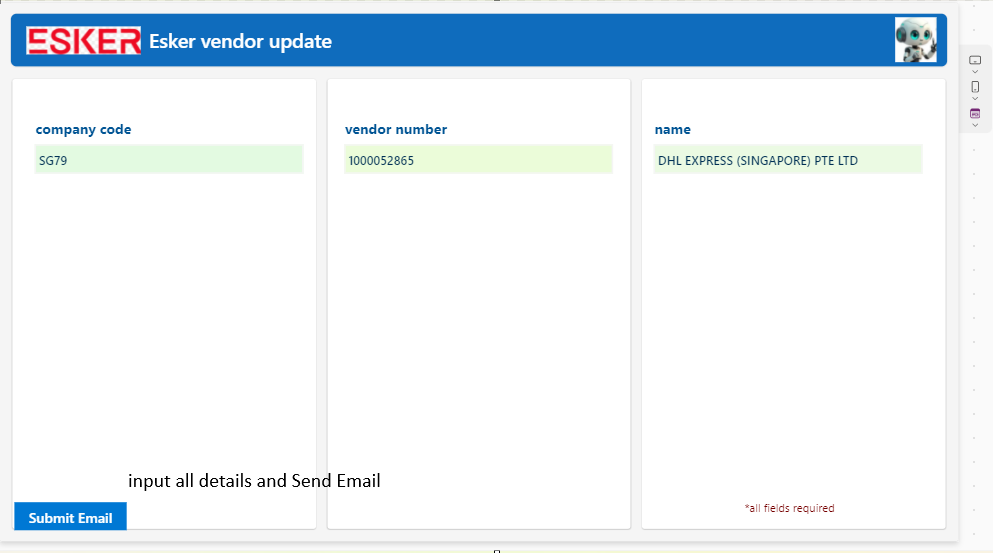 ESKER Esker vendor update
company code
SG79
vendor number
1000052865
name
DHL EXPRESS (SINGAPORE) PTE LTD
input all details and Send Email
*all fields required
Submit Email